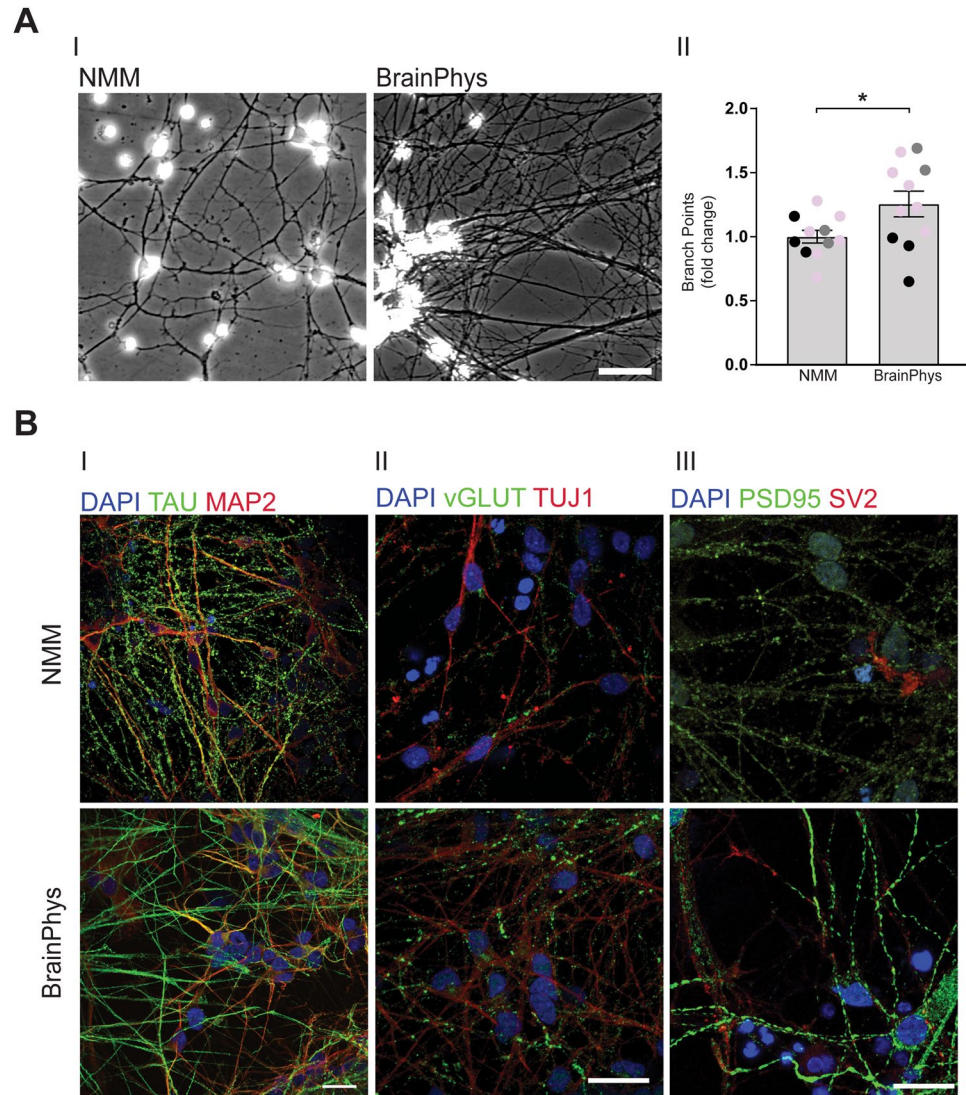 A
I
NMM
BrainPhys
II
*
2.0
1.5
1.0
0.5
0.0
Branch Points
(fold change)
NMM
BrainPhys
B
I
II
III
DAPI TAU MAP2
DAPI vGLUT TUJ1
DAPI PSD95 SV2
NMM
BrainPhys